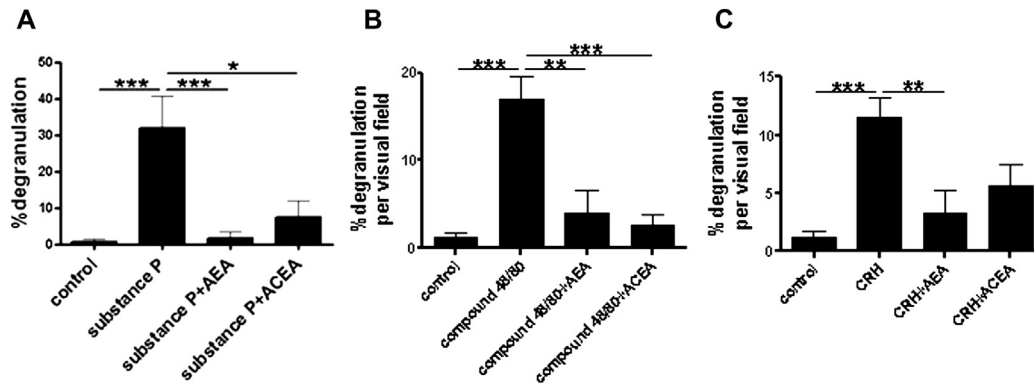 A
B
C
% degranulation
50
40
30
20
10
0
***
***
*
control
substance P
substance P+AEA
substance P+ACEA
% degranulation
per visual field
20
10
0
***
**
***
control
compound 48/80
compound 48/80+AEA
compound 48/80+ACEA
% degranulation
per visual field
15
10
5
0
***
**
control
CRH
CRH+AEA
CRH+ACEA